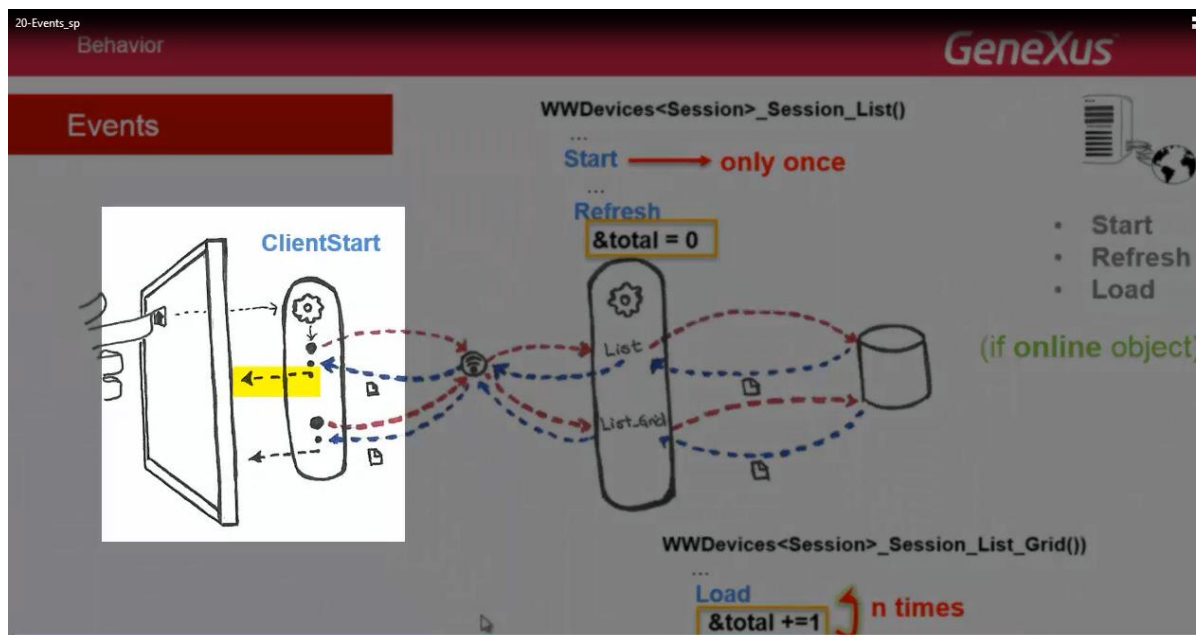 20-Events_sp
Behavior
GeneXus
Events
WWDevices<Session>_Session_List()
...
Start only once
...
Refresh
&total = 0
ClientStart
• Start
• Refresh
• Load
List
(if online object)
List_Grid
WWDevices<Session>_Session_List_Grid())
...
Load
n times
&total +=1